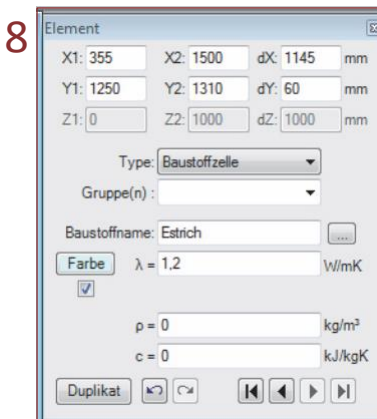 8
Element
X1: 355 X2: 1500 dX: 1145 mm
Y1: 1250 Y2: 1310 dY: 60 mm
Z1: 0 Z2: 1000 dZ: 1000 mm
Type: Baustoffzelle
Gruppe(n) :
Baustoffname: Estrich ...
Farbe λ = 1,2 W/mK
ρ = 0 kg/m³
c = 0 kJ/kgK
Duplikat